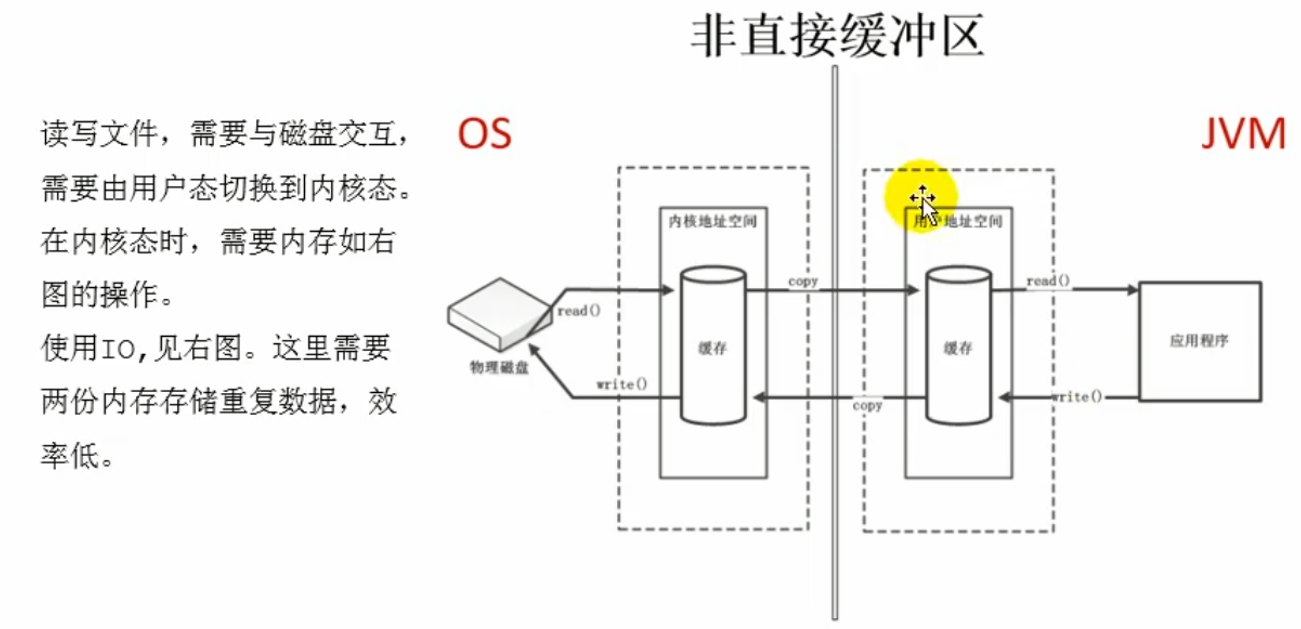 非直接缓冲区
读写文件，需要与磁盘交互，
需要由用户态切换到内核态。
在内核态时，需要内存如右
图的操作。
使用IO,见右图。这里需要
两份内存存储重复数据，效
率低。
OS
JVM
内核地址空间
用户地址空间
copy
read()
read()
物理磁盘
缓存
缓存
应用程序
write()
copy
write()